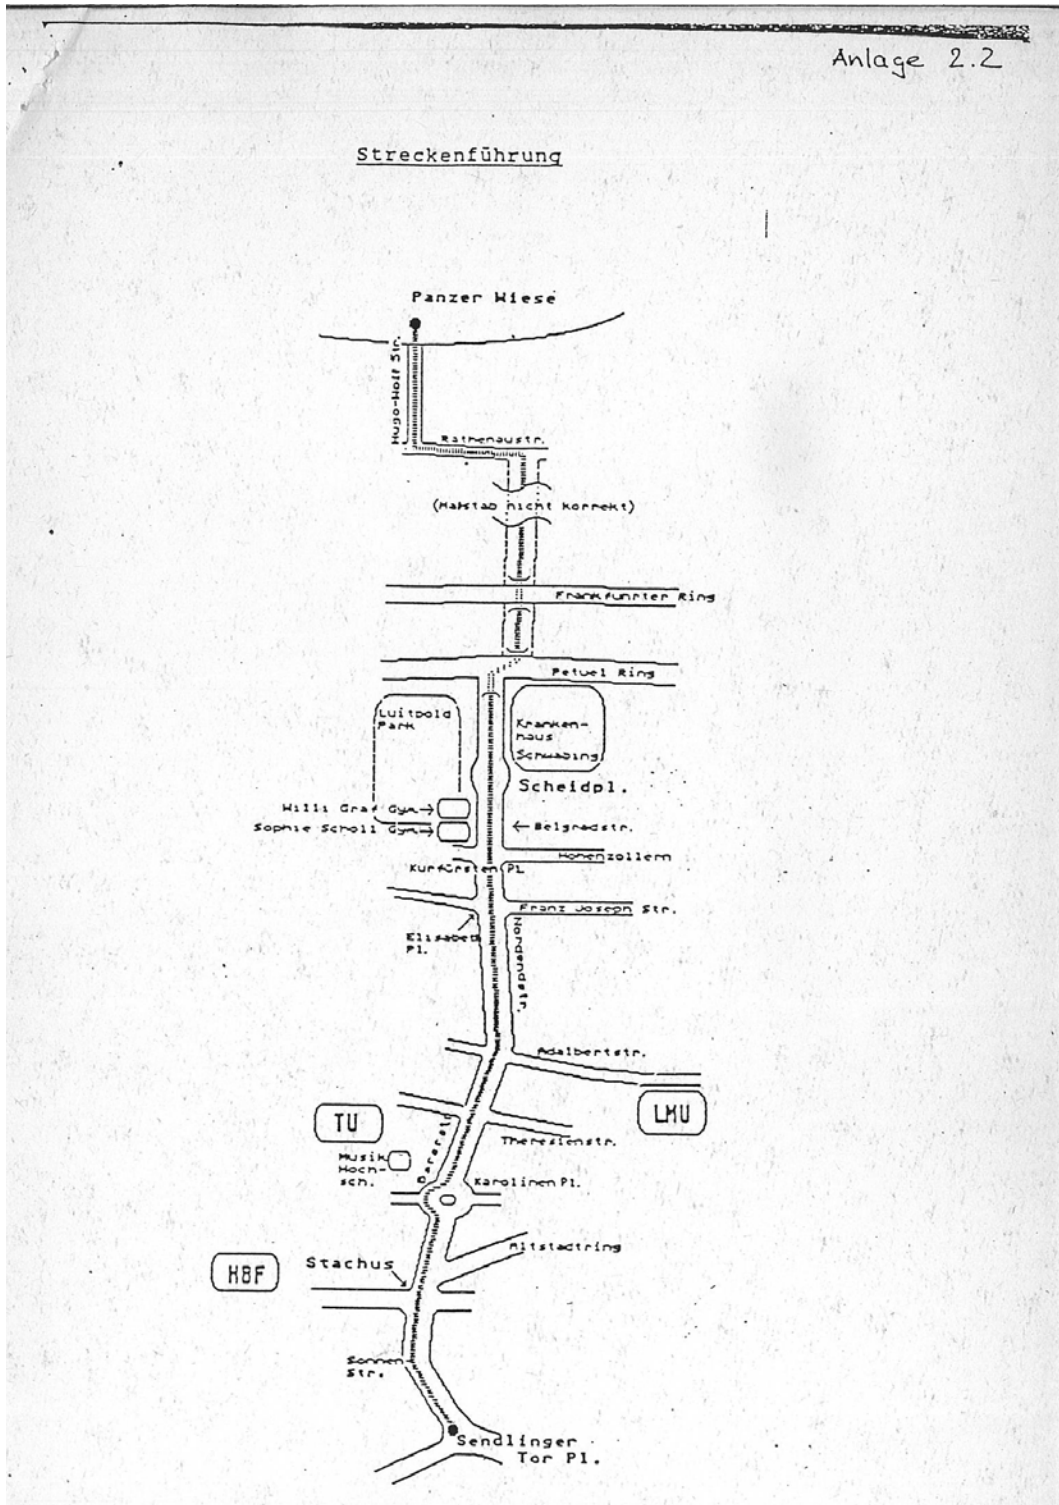 Anlage 2.2
Streckenführung
Panzer Wiese
Hugo-Wolf Str.
Rathenaustr.
(Maßstab nicht korrekt)
Frankfurter Ring
Petuel Ring
Luitpold
Park
Kranken-
haus
Schwabing
Scheidpl.
Willi Graf Gym→
Sophie Scholl Gym→
←Belgradstr.
Hohenzollern
Kurfürsten Pl.
Franz Joseph Str.
Elisabeth
Pl.
Nordendstr.
Adalbertstr.
LMU
TU
Barerstr.
Theresienstr.
Musik
Hoch-
sch.
Karolinen Pl.
Altstadtring
Stachus
HBF
Sonnen
Str.
Sendlinger
Tor Pl.